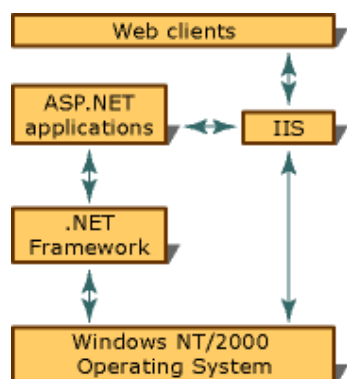 Web clients
ASP.NET
applications
IIS
.NET
Framework
Windows NT/2000
Operating System